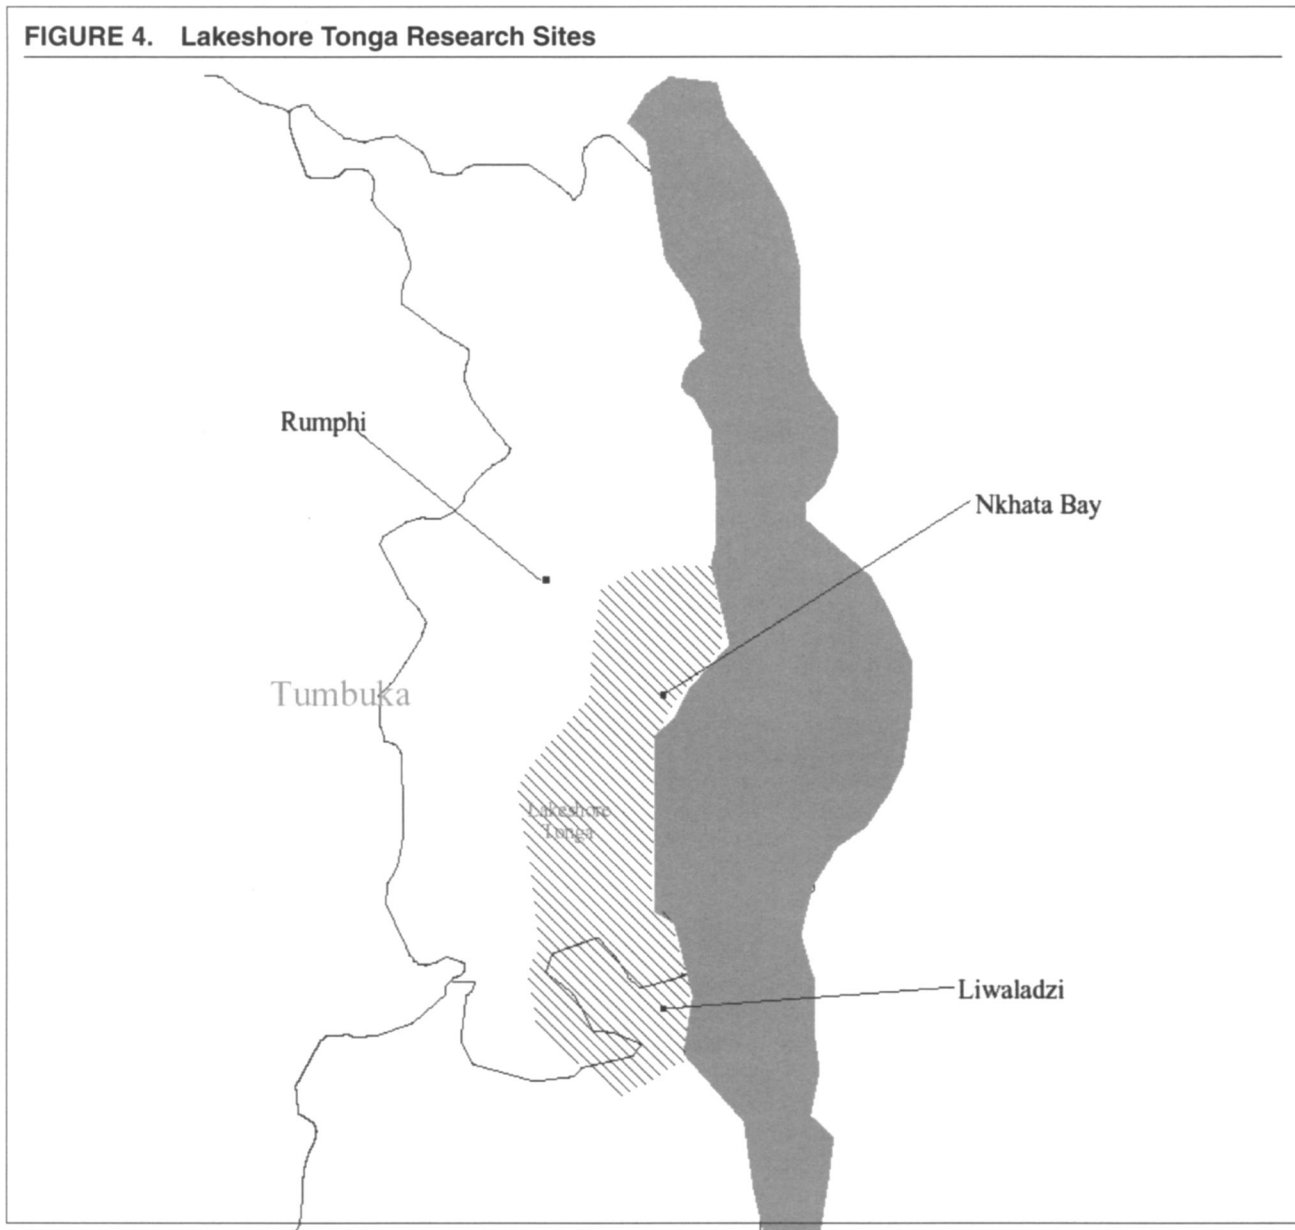 FIGURE 4. Lakeshore Tonga Research Sites
Rumphi
Nkhata Bay
Tumbuka
Lakeshore
Tonga
Liwaladzi